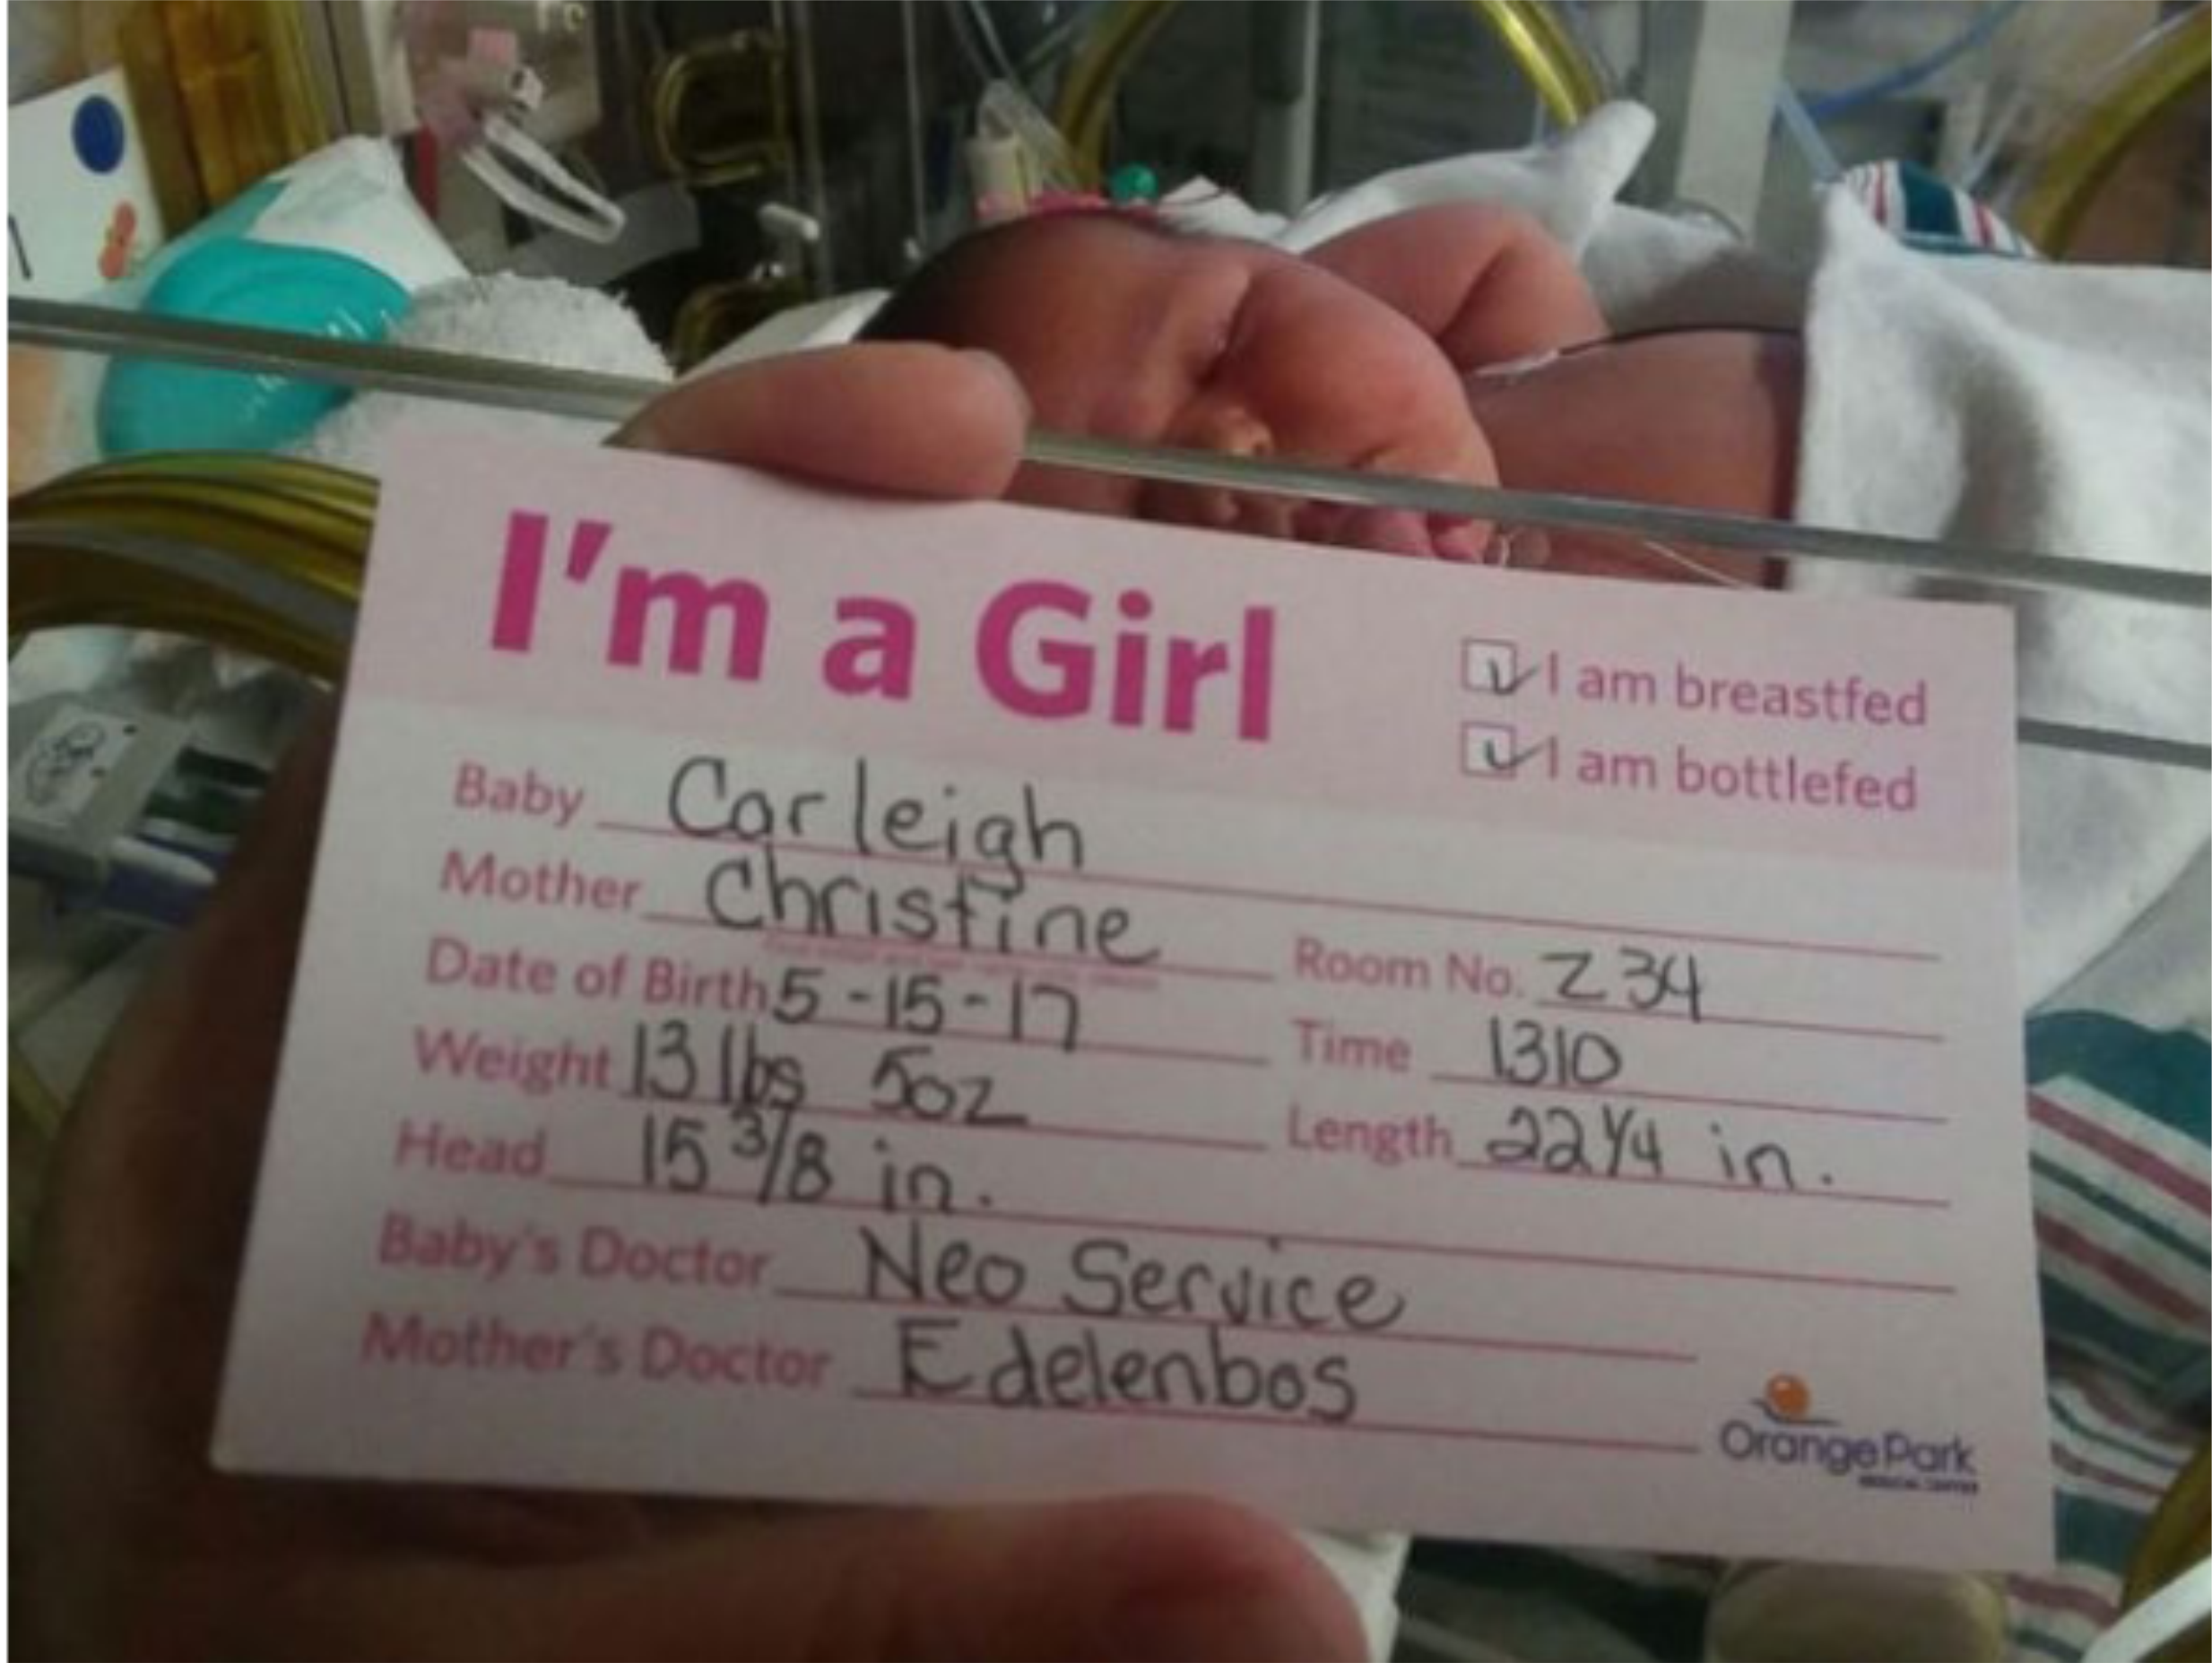 I'm a Girl
I am breastfed
I am bottlefed
Baby Carleigh
Mother Christine
Room No. 234
Date of Birth 5-15-17
Time 1310
Weight 13 lbs 5oz
Length 22 1/4 in.
Head 15 3/8 in.
Baby's Doctor Neo Service
Mother's Doctor Edelenbos
Orange Park
MEDICAL CENTER